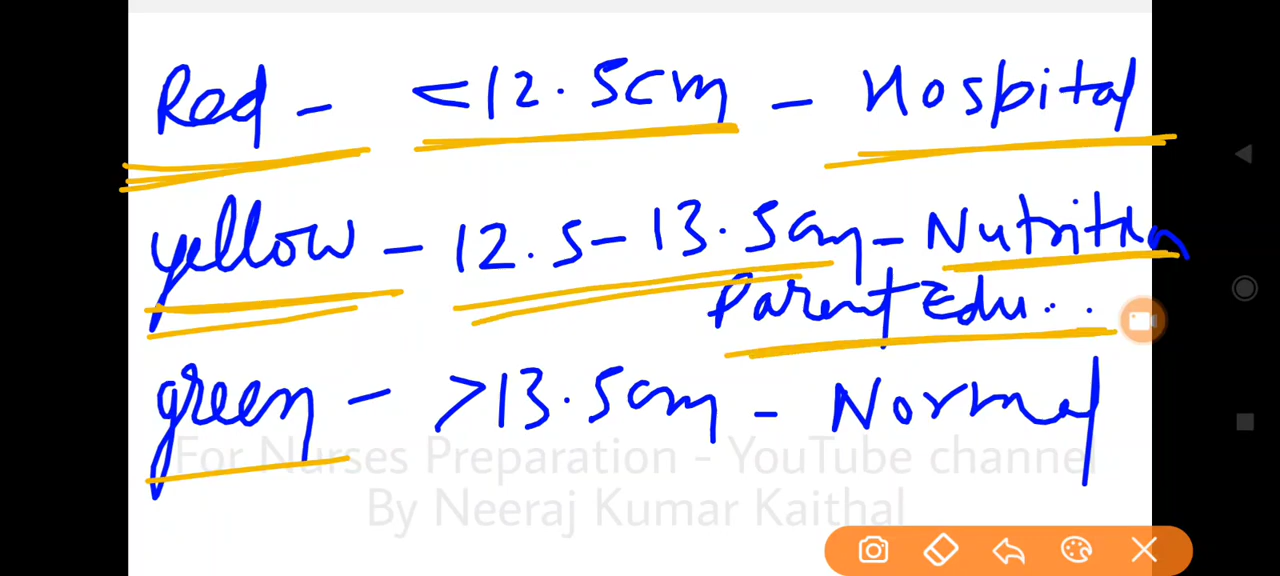 Red - <12.5cm - Hospital
yellow - 12.5-13.5cm - Nutrition
Parent Edu...
green - >13.5cm - Normal
For Nurses Preparation - YouTube channel
By Neeraj Kumar Kaithal